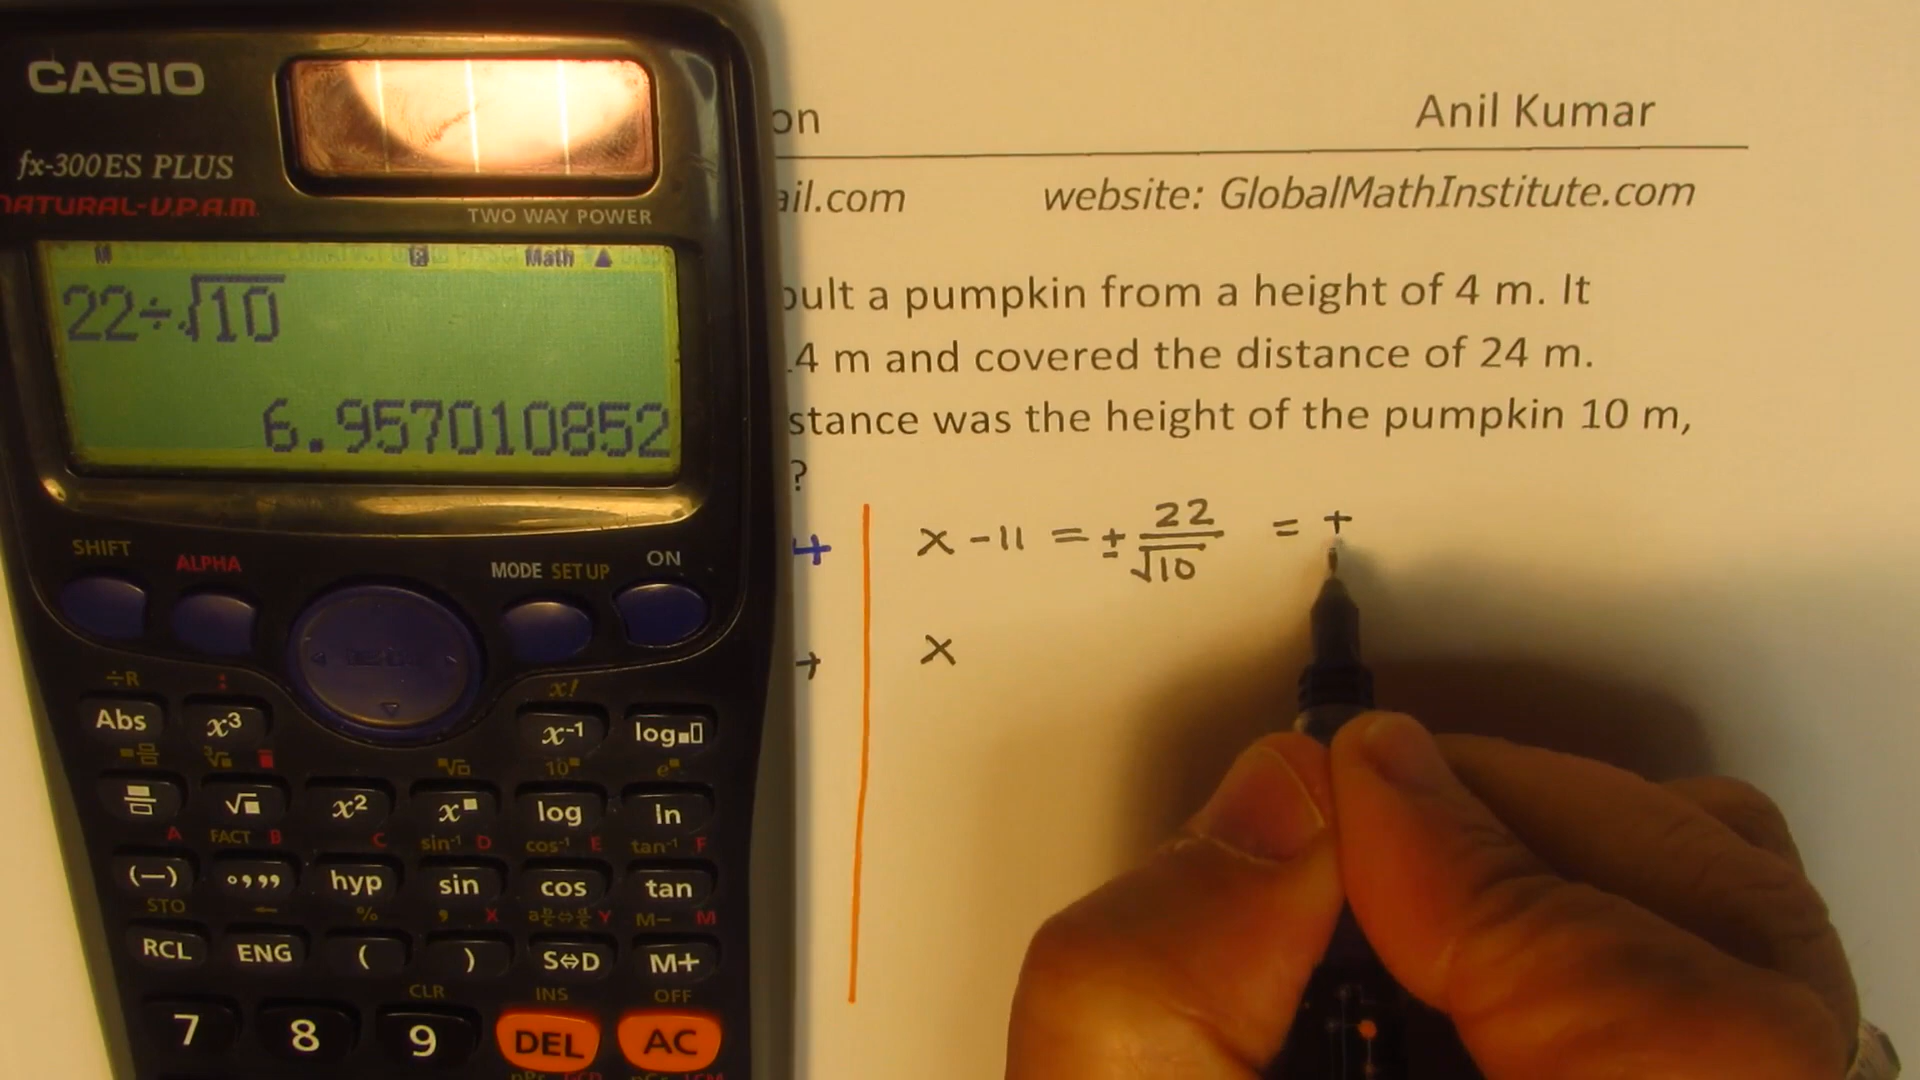 CASIO
fx-300ES PLUS
NATURAL-V.P.A.M.
TWO WAY POWER
M Math ▲
22÷√10
6.957010852
SHIFT ALPHA MODE SETUP ON
÷R : x!
Abs x³ x⁻¹ log▪▯
10▪ e▪
√▪ x² x▪ log ln
A FACT B C sin⁻¹ D cos⁻¹ E tan⁻¹ F
(−) °,,, hyp sin cos tan
STO ← % , X Y M− M
RCL ENG ( ) S⇔D M+
CLR INS OFF
7 8 9 DEL AC
on Anil Kumar
ail.com website: GlobalMathInstitute.com
pult a pumpkin from a height of 4 m. It
4 m and covered the distance of 24 m.
stance was the height of the pumpkin 10 m,
?
4 x - 11 = ± 22/√10 = +
+ x